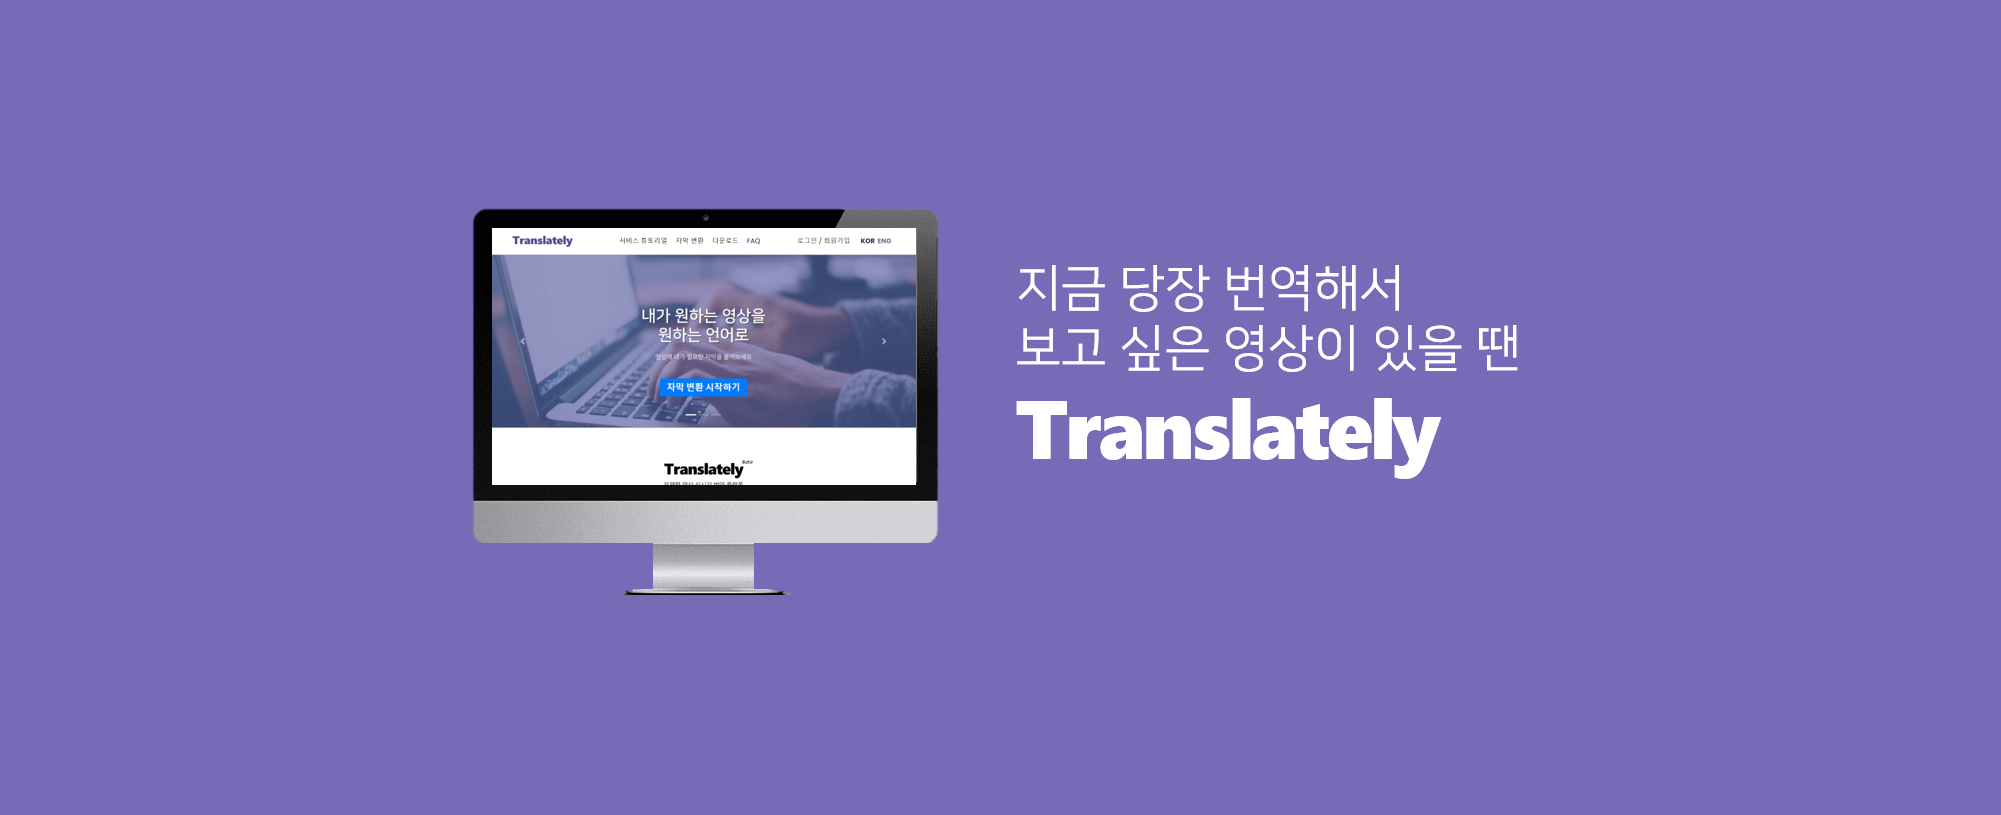 Translately
서비스 튜토리얼 자막 변환 다운로드 FAQ
로그인 / 회원가입 KOR ENG
내가 원하는 영상을
원하는 언어로
영상에 내가 필요한 자막을 붙여보세요
자막 변환 시작하기
Translately Beta
지금 당장 번역해서
보고 싶은 영상이 있을 땐
Translately